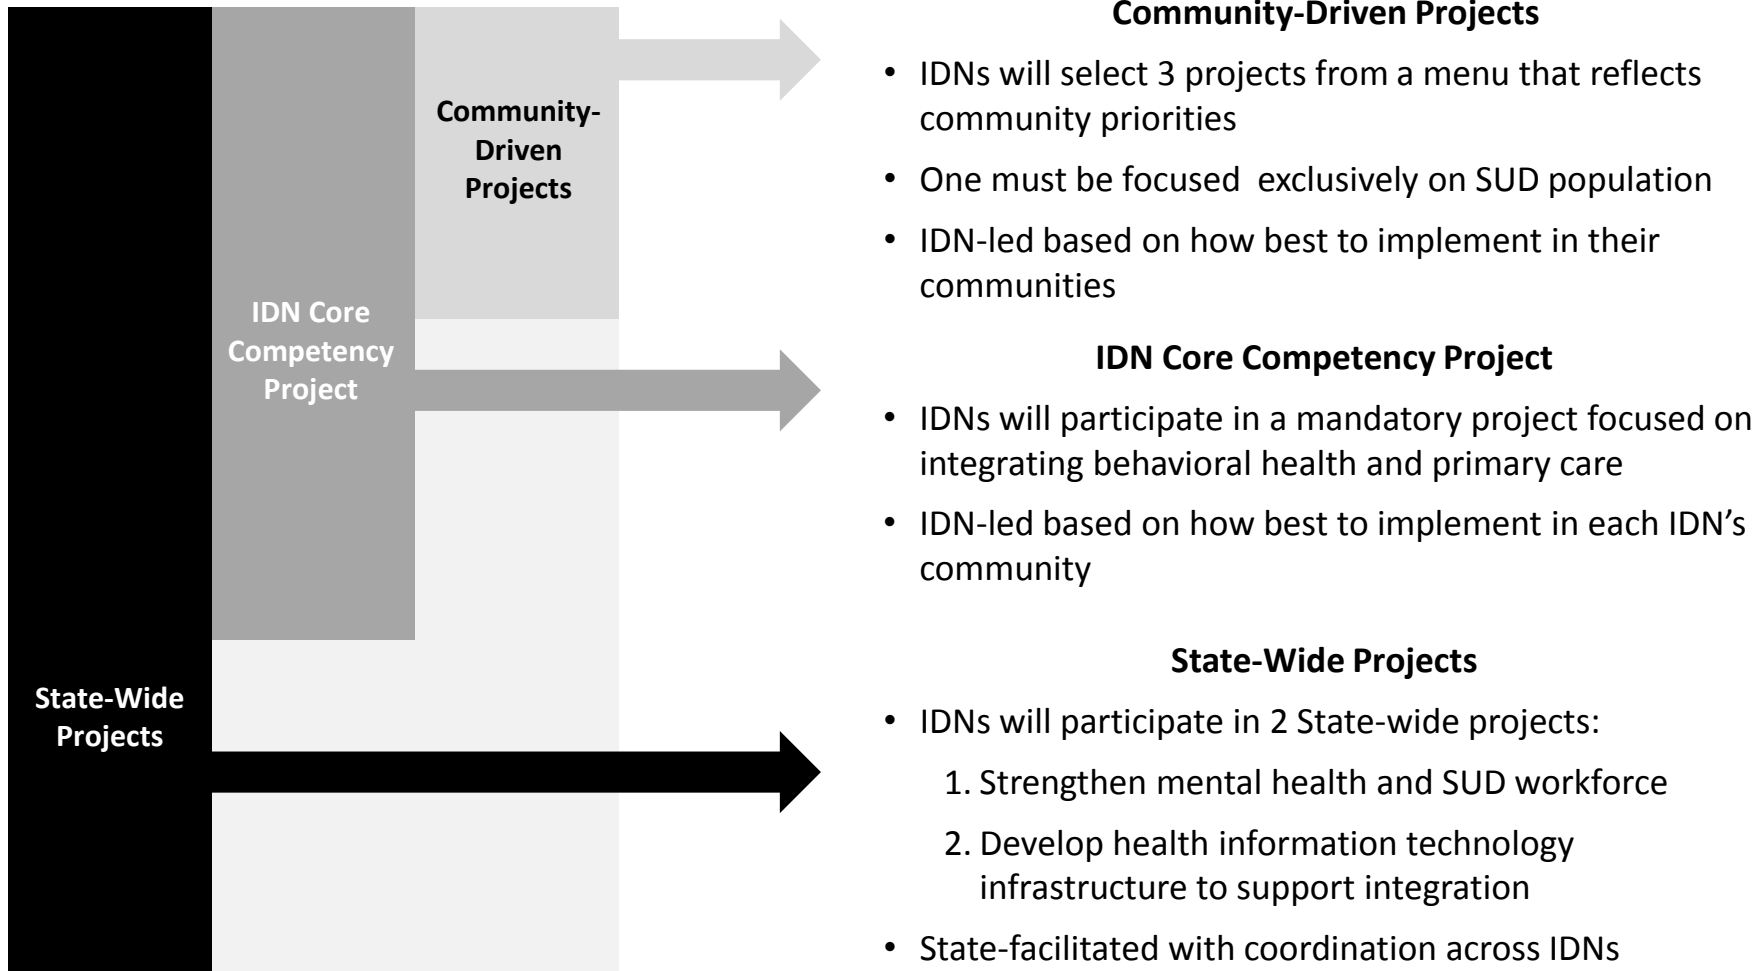 Community-Driven Projects
• IDNs will select 3 projects from a menu that reflects
community priorities
• One must be focused  exclusively on SUD population
• IDN-led based on how best to implement in their
communities
IDN Core Competency Project
• IDNs will participate in a mandatory project focused on
integrating behavioral health and primary care
• IDN-led based on how best to implement in each IDN’s
community
State-Wide Projects
• IDNs will participate in 2 State-wide projects:
1. Strengthen mental health and SUD workforce
2. Develop health information technology
infrastructure to support integration
• State-facilitated with coordination across IDNs
Community-
Driven
Projects
IDN Core
Competency
Project
State-Wide
Projects